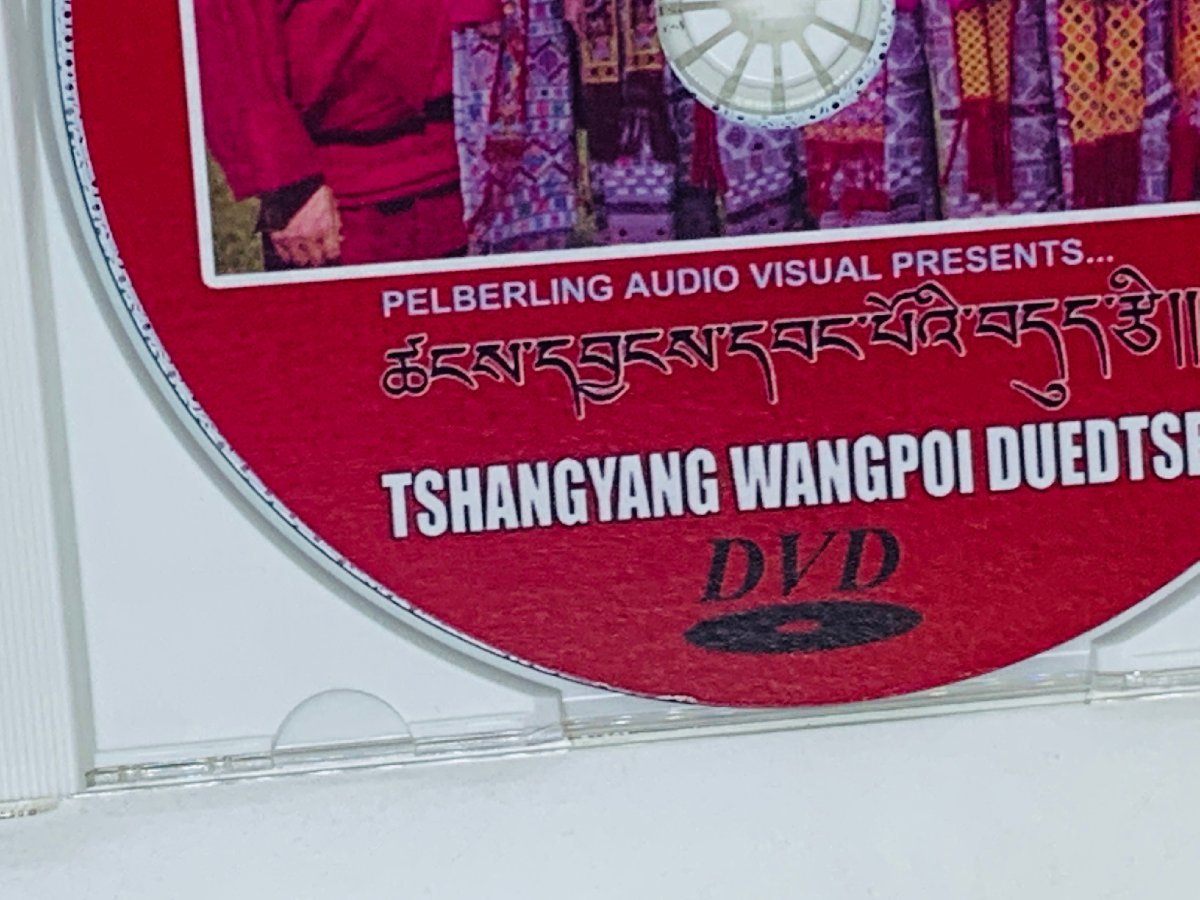 PELBERLING AUDIO VISUAL PRESENTS...
ཚངས་དབྱངས་དབང་པོའི་བདུད་རྩེ།།
TSHANGYANG WANGPOI DUEDTSE
DVD